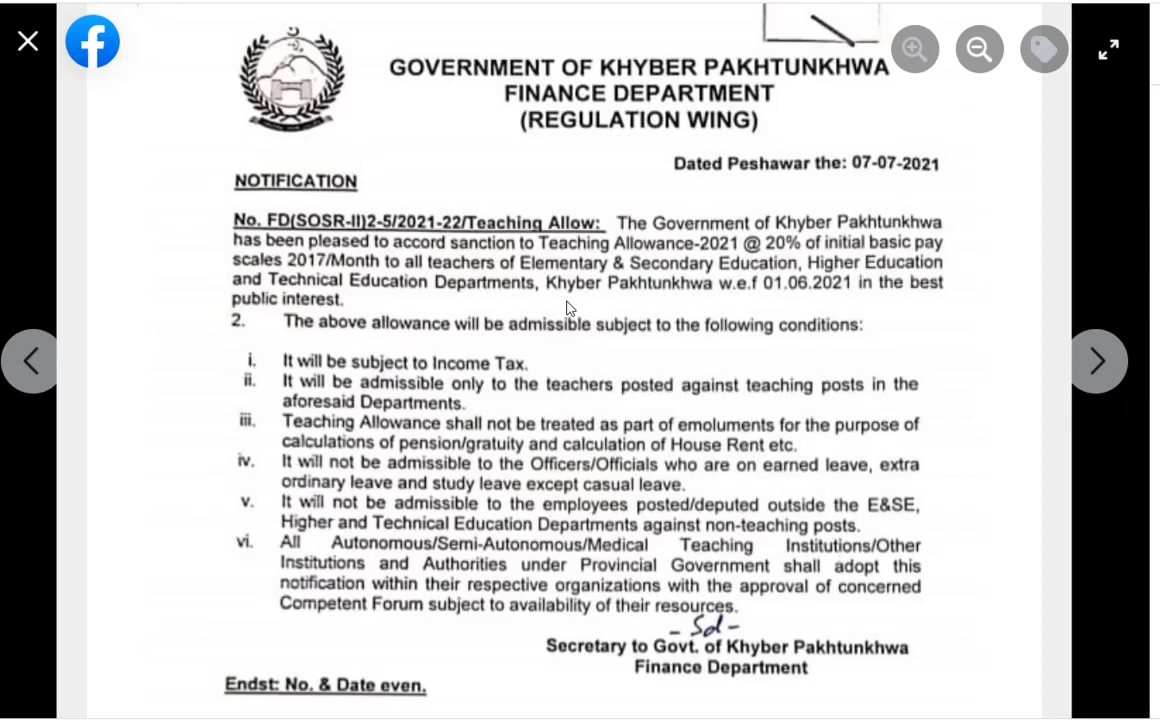 GOVERNMENT OF KHYBER PAKHTUNKHWA
FINANCE DEPARTMENT
(REGULATION WING)
Dated Peshawar the: 07-07-2021
NOTIFICATION
No. FD(SOSR-II)2-5/2021-22/Teaching Allow: The Government of Khyber Pakhtunkhwa
has been pleased to accord sanction to Teaching Allowance-2021 @ 20% of initial basic pay
scales 2017/Month to all teachers of Elementary & Secondary Education, Higher Education
and Technical Education Departments, Khyber Pakhtunkhwa w.e.f 01.06.2021 in the best
public interest.
2. The above allowance will be admissible subject to the following conditions:
i. It will be subject to Income Tax.
ii. It will be admissible only to the teachers posted against teaching posts in the
aforesaid Departments.
iii. Teaching Allowance shall not be treated as part of emoluments for the purpose of
calculations of pension/gratuity and calculation of House Rent etc.
iv. It will not be admissible to the Officers/Officials who are on earned leave, extra
ordinary leave and study leave except casual leave.
v. It will not be admissible to the employees posted/deputed outside the E&SE,
Higher and Technical Education Departments against non-teaching posts.
vi. All Autonomous/Semi-Autonomous/Medical Teaching Institutions/Other
Institutions and Authorities under Provincial Government shall adopt this
notification within their respective organizations with the approval of concerned
Competent Forum subject to availability of their resources.
- Sd -
Secretary to Govt. of Khyber Pakhtunkhwa
Finance Department
Endst: No. & Date even.